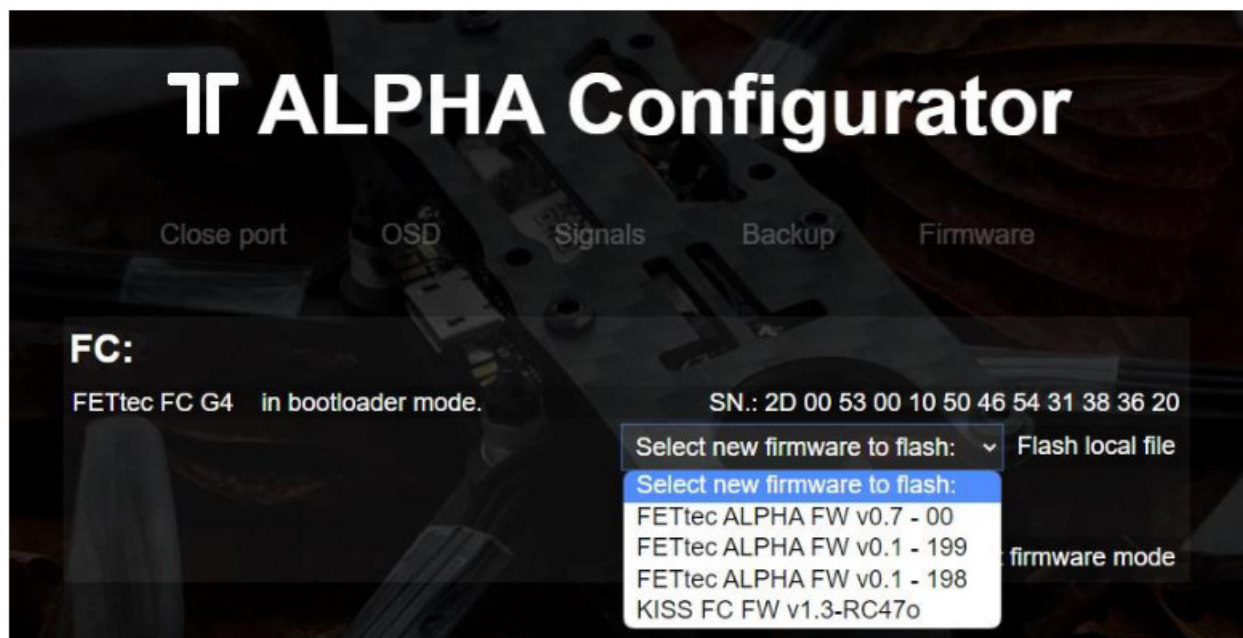 ALPHA Configurator
Close port OSD Signals Backup Firmware
FC:
FETtec FC G4 in bootloader mode. SN.: 2D 00 53 00 10 50 46 54 31 38 36 20
Select new firmware to flash: Flash local file
Select new firmware to flash:
FETtec ALPHA FW v0.7 - 00
FETtec ALPHA FW v0.1 - 199
firmware mode
FETtec ALPHA FW v0.1 - 198
KISS FC FW v1.3-RC47o